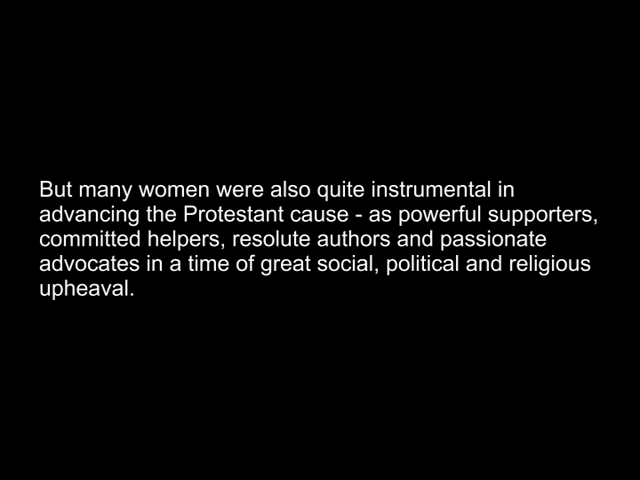 But many women were also quite instrumental in
advancing the Protestant cause - as powerful supporters,
committed helpers, resolute authors and passionate
advocates in a time of great social, political and religious
upheaval.